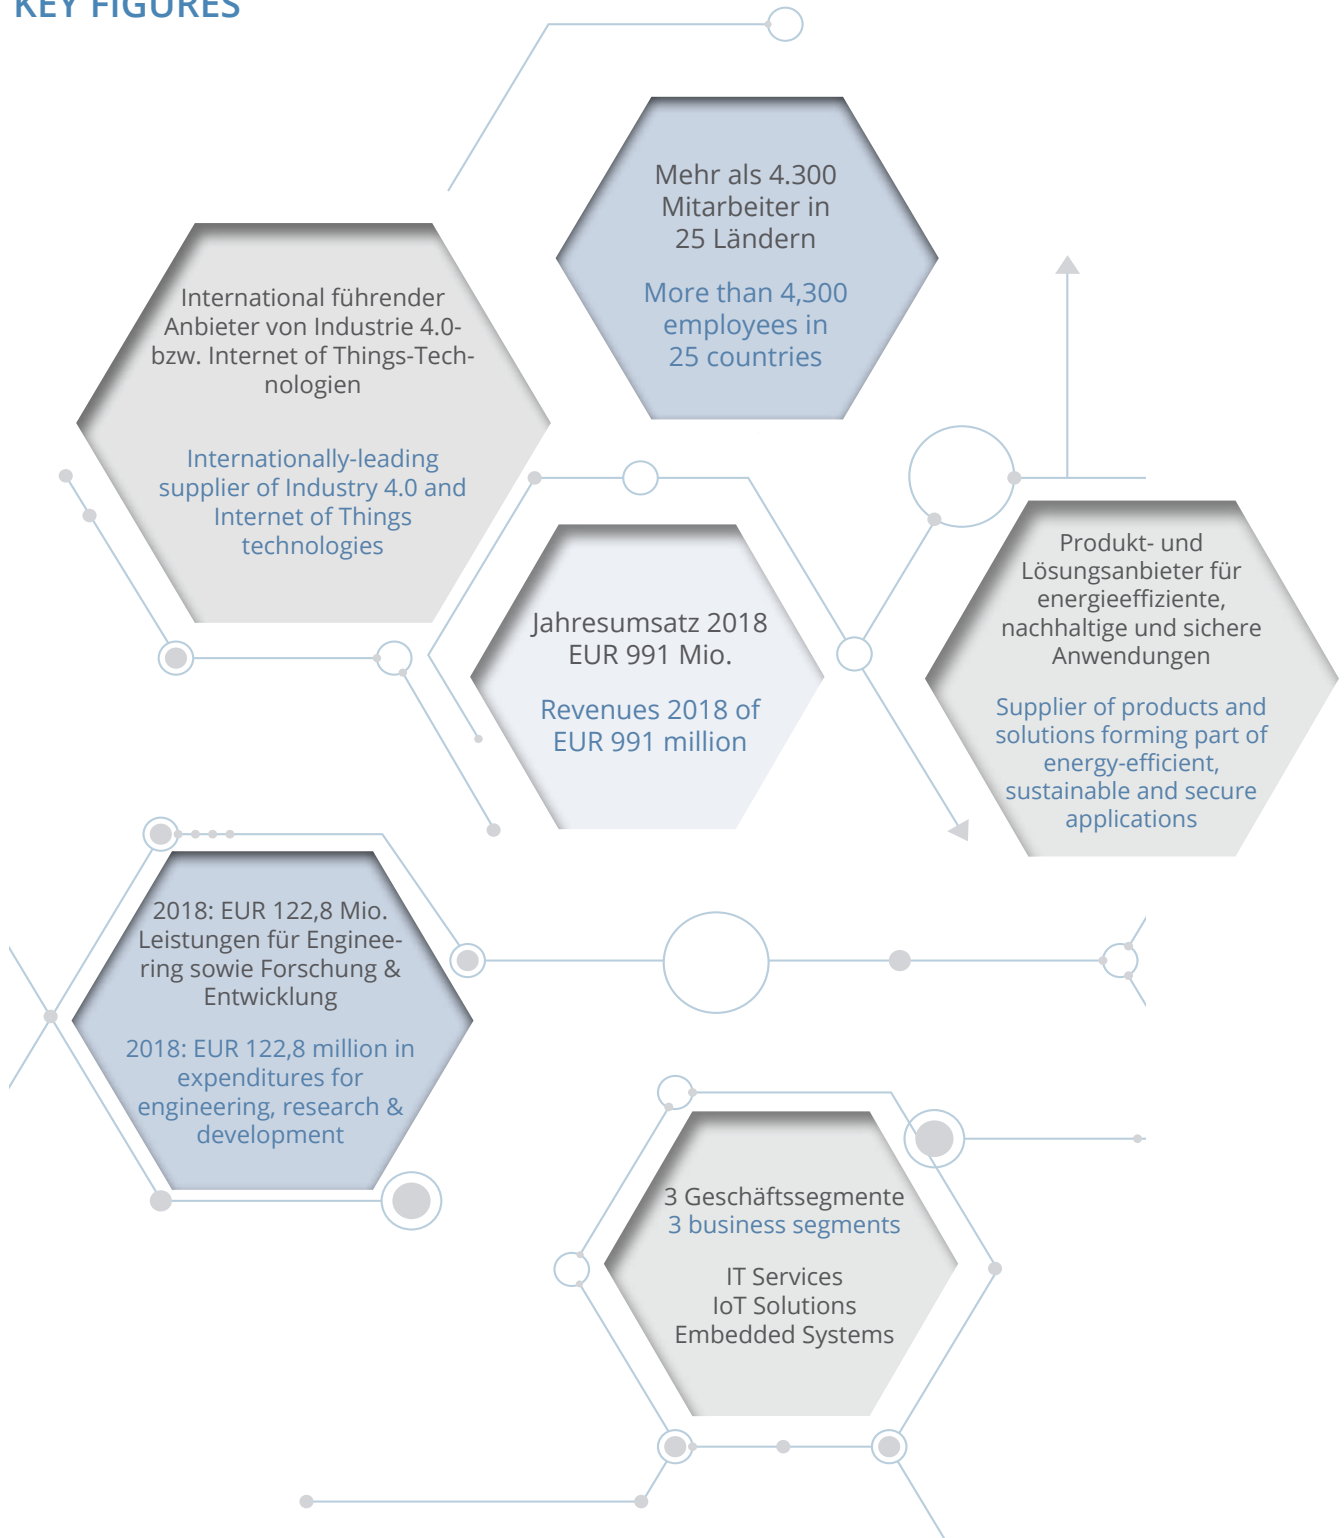 KEY FIGURES
Mehr als 4.300
Mitarbeiter in
25 Ländern
More than 4,300
employees in
25 countries
International führender
Anbieter von Industrie 4.0-
bzw. Internet of Things-Tech-
nologien
Internationally-leading
supplier of Industry 4.0 and
Internet of Things
technologies
Jahresumsatz 2018
EUR 991 Mio.
Revenues 2018 of
EUR 991 million
Produkt- und
Lösungsanbieter für
energieeffiziente,
nachhaltige und sichere
Anwendungen
Supplier of products and
solutions forming part of
energy-efficient,
sustainable and secure
applications
2018: EUR 122,8 Mio.
Leistungen für Enginee-
ring sowie Forschung &
Entwicklung
2018: EUR 122,8 million in
expenditures for
engineering, research &
development
3 Geschäftssegmente
3 business segments
IT Services
IoT Solutions
Embedded Systems